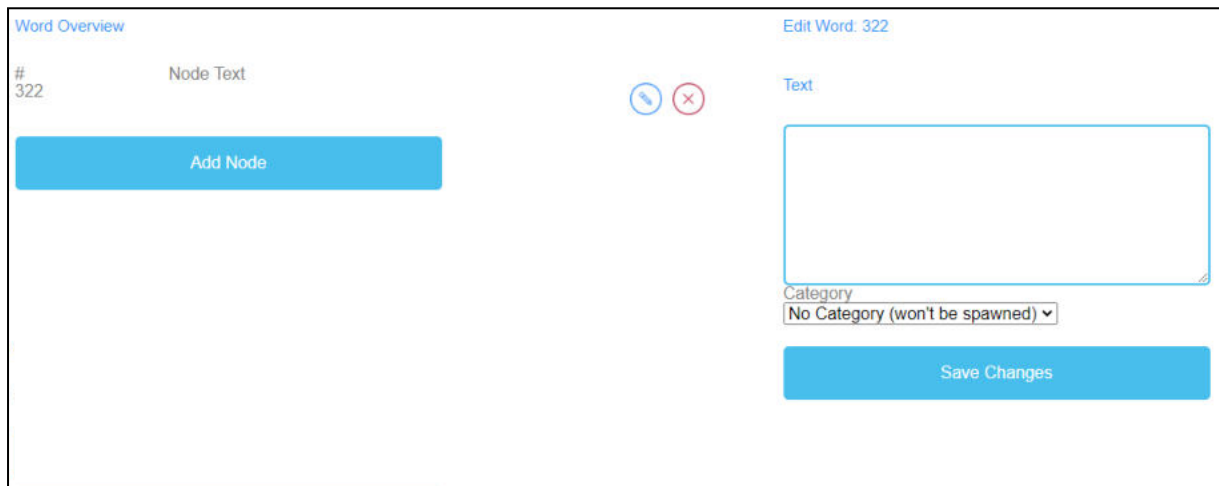 Word Overview
# Node Text
322
Add Node
Edit Word: 322
Text
Category
No Category (won't be spawned)
Save Changes